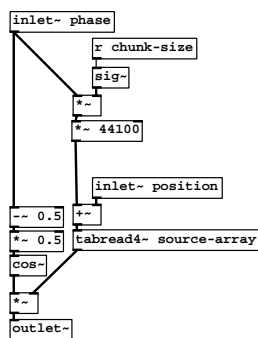 inlet~ phase
r chunk-size
sig~
*~
*~ 44100
inlet~ position
-~ 0.5
+~
*~ 0.5
tabread4~ source-array
cos~
*~
outlet~